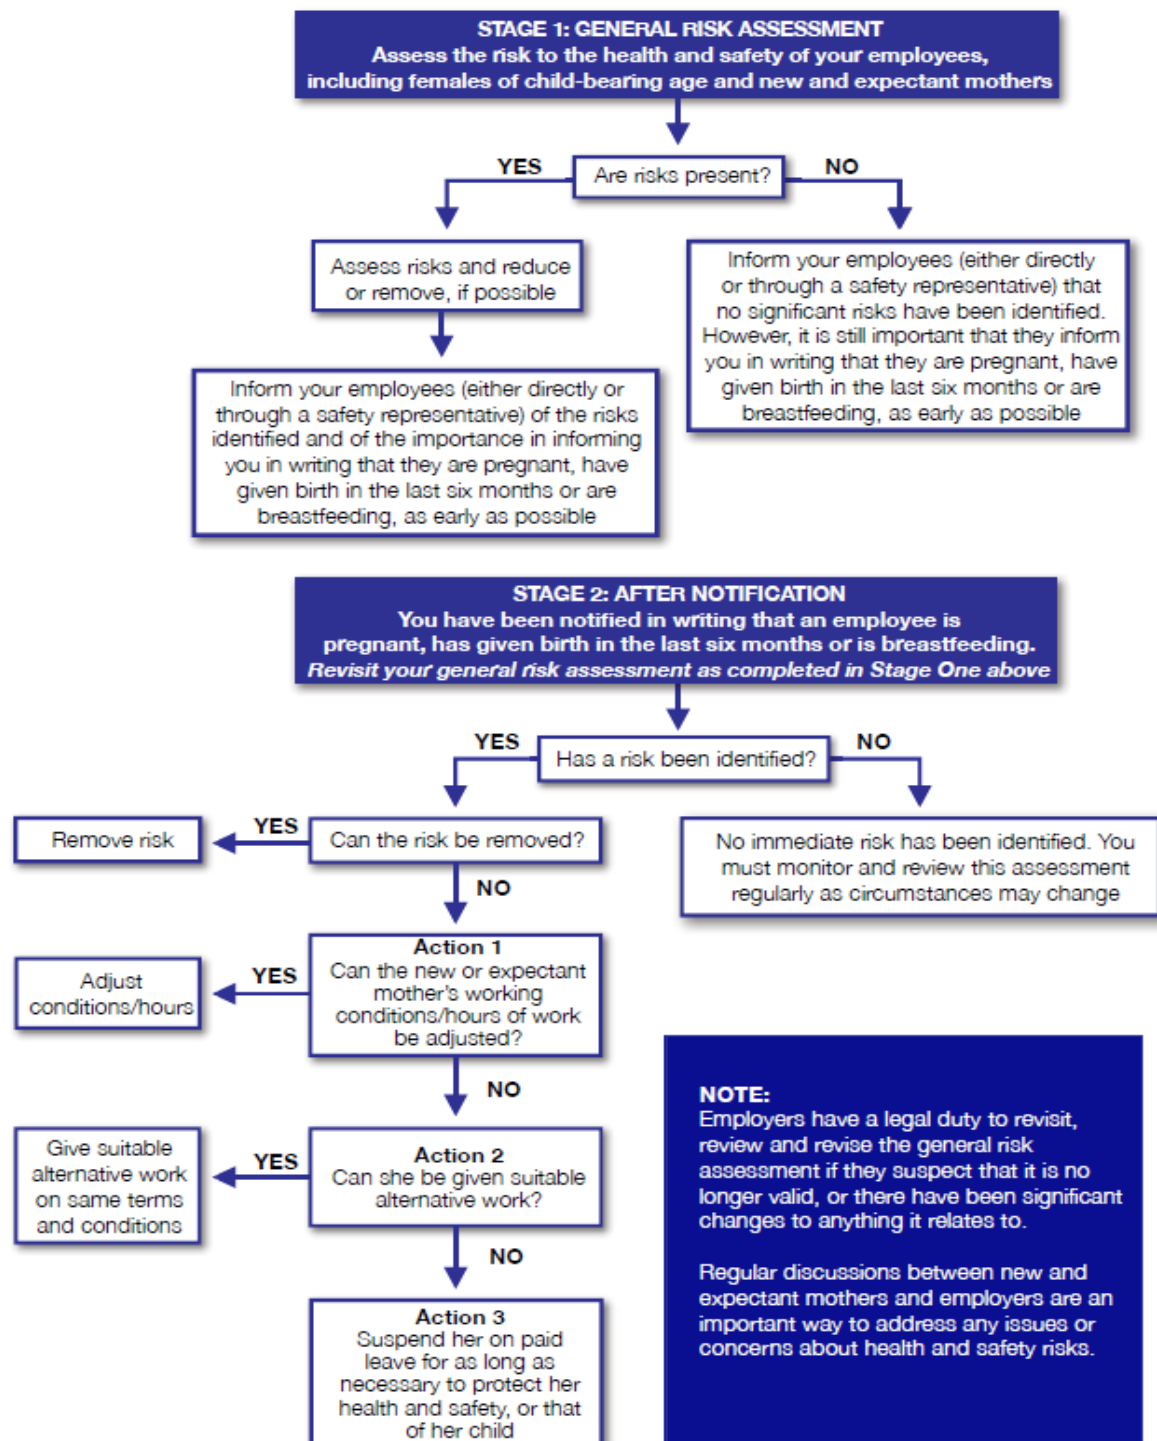 STAGE 1: GENERAL RISK ASSESSMENT
Assess the risk to the health and safety of your employees,
including females of child-bearing age and new and expectant mothers
YES
Are risks present?
NO
Assess risks and reduce
or remove, if possible
Inform your employees (either directly
or through a safety representative) that
no significant risks have been identified.
However, it is still important that they inform
you in writing that they are pregnant, have
given birth in the last six months or are
breastfeeding, as early as possible
Inform your employees (either directly or
through a safety representative) of the risks
identified and of the importance in informing
you in writing that they are pregnant, have
given birth in the last six months or are
breastfeeding, as early as possible
STAGE 2: AFTER NOTIFICATION
You have been notified in writing that an employee is
pregnant, has given birth in the last six months or is breastfeeding.
Revisit your general risk assessment as completed in Stage One above
YES
Has a risk been identified?
NO
Remove risk
YES
Can the risk be removed?
No immediate risk has been identified. You
must monitor and review this assessment
regularly as circumstances may change
NO
Adjust
conditions/hours
YES
Action 1
Can the new or expectant
mother's working
conditions/hours of work
be adjusted?
NO
Give suitable
alternative work
on same terms
and conditions
YES
Action 2
Can she be given suitable
alternative work?
NO
Action 3
Suspend her on paid
leave for as long as
necessary to protect her
health and safety, or that
of her child
NOTE:
Employers have a legal duty to revisit,
review and revise the general risk
assessment if they suspect that it is no
longer valid, or there have been significant
changes to anything it relates to.
Regular discussions between new and
expectant mothers and employers are an
important way to address any issues or
concerns about health and safety risks.